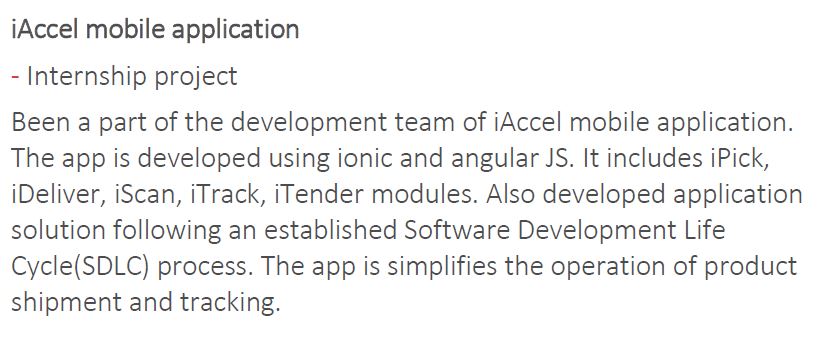 iAccel mobile application
- Internship project
Been a part of the development team of iAccel mobile application.
The app is developed using ionic and angular JS. It includes iPick,
iDeliver, iScan, iTrack, iTender modules. Also developed application
solution following an established Software Development Life
Cycle(SDLC) process. The app is simplifies the operation of product
shipment and tracking.